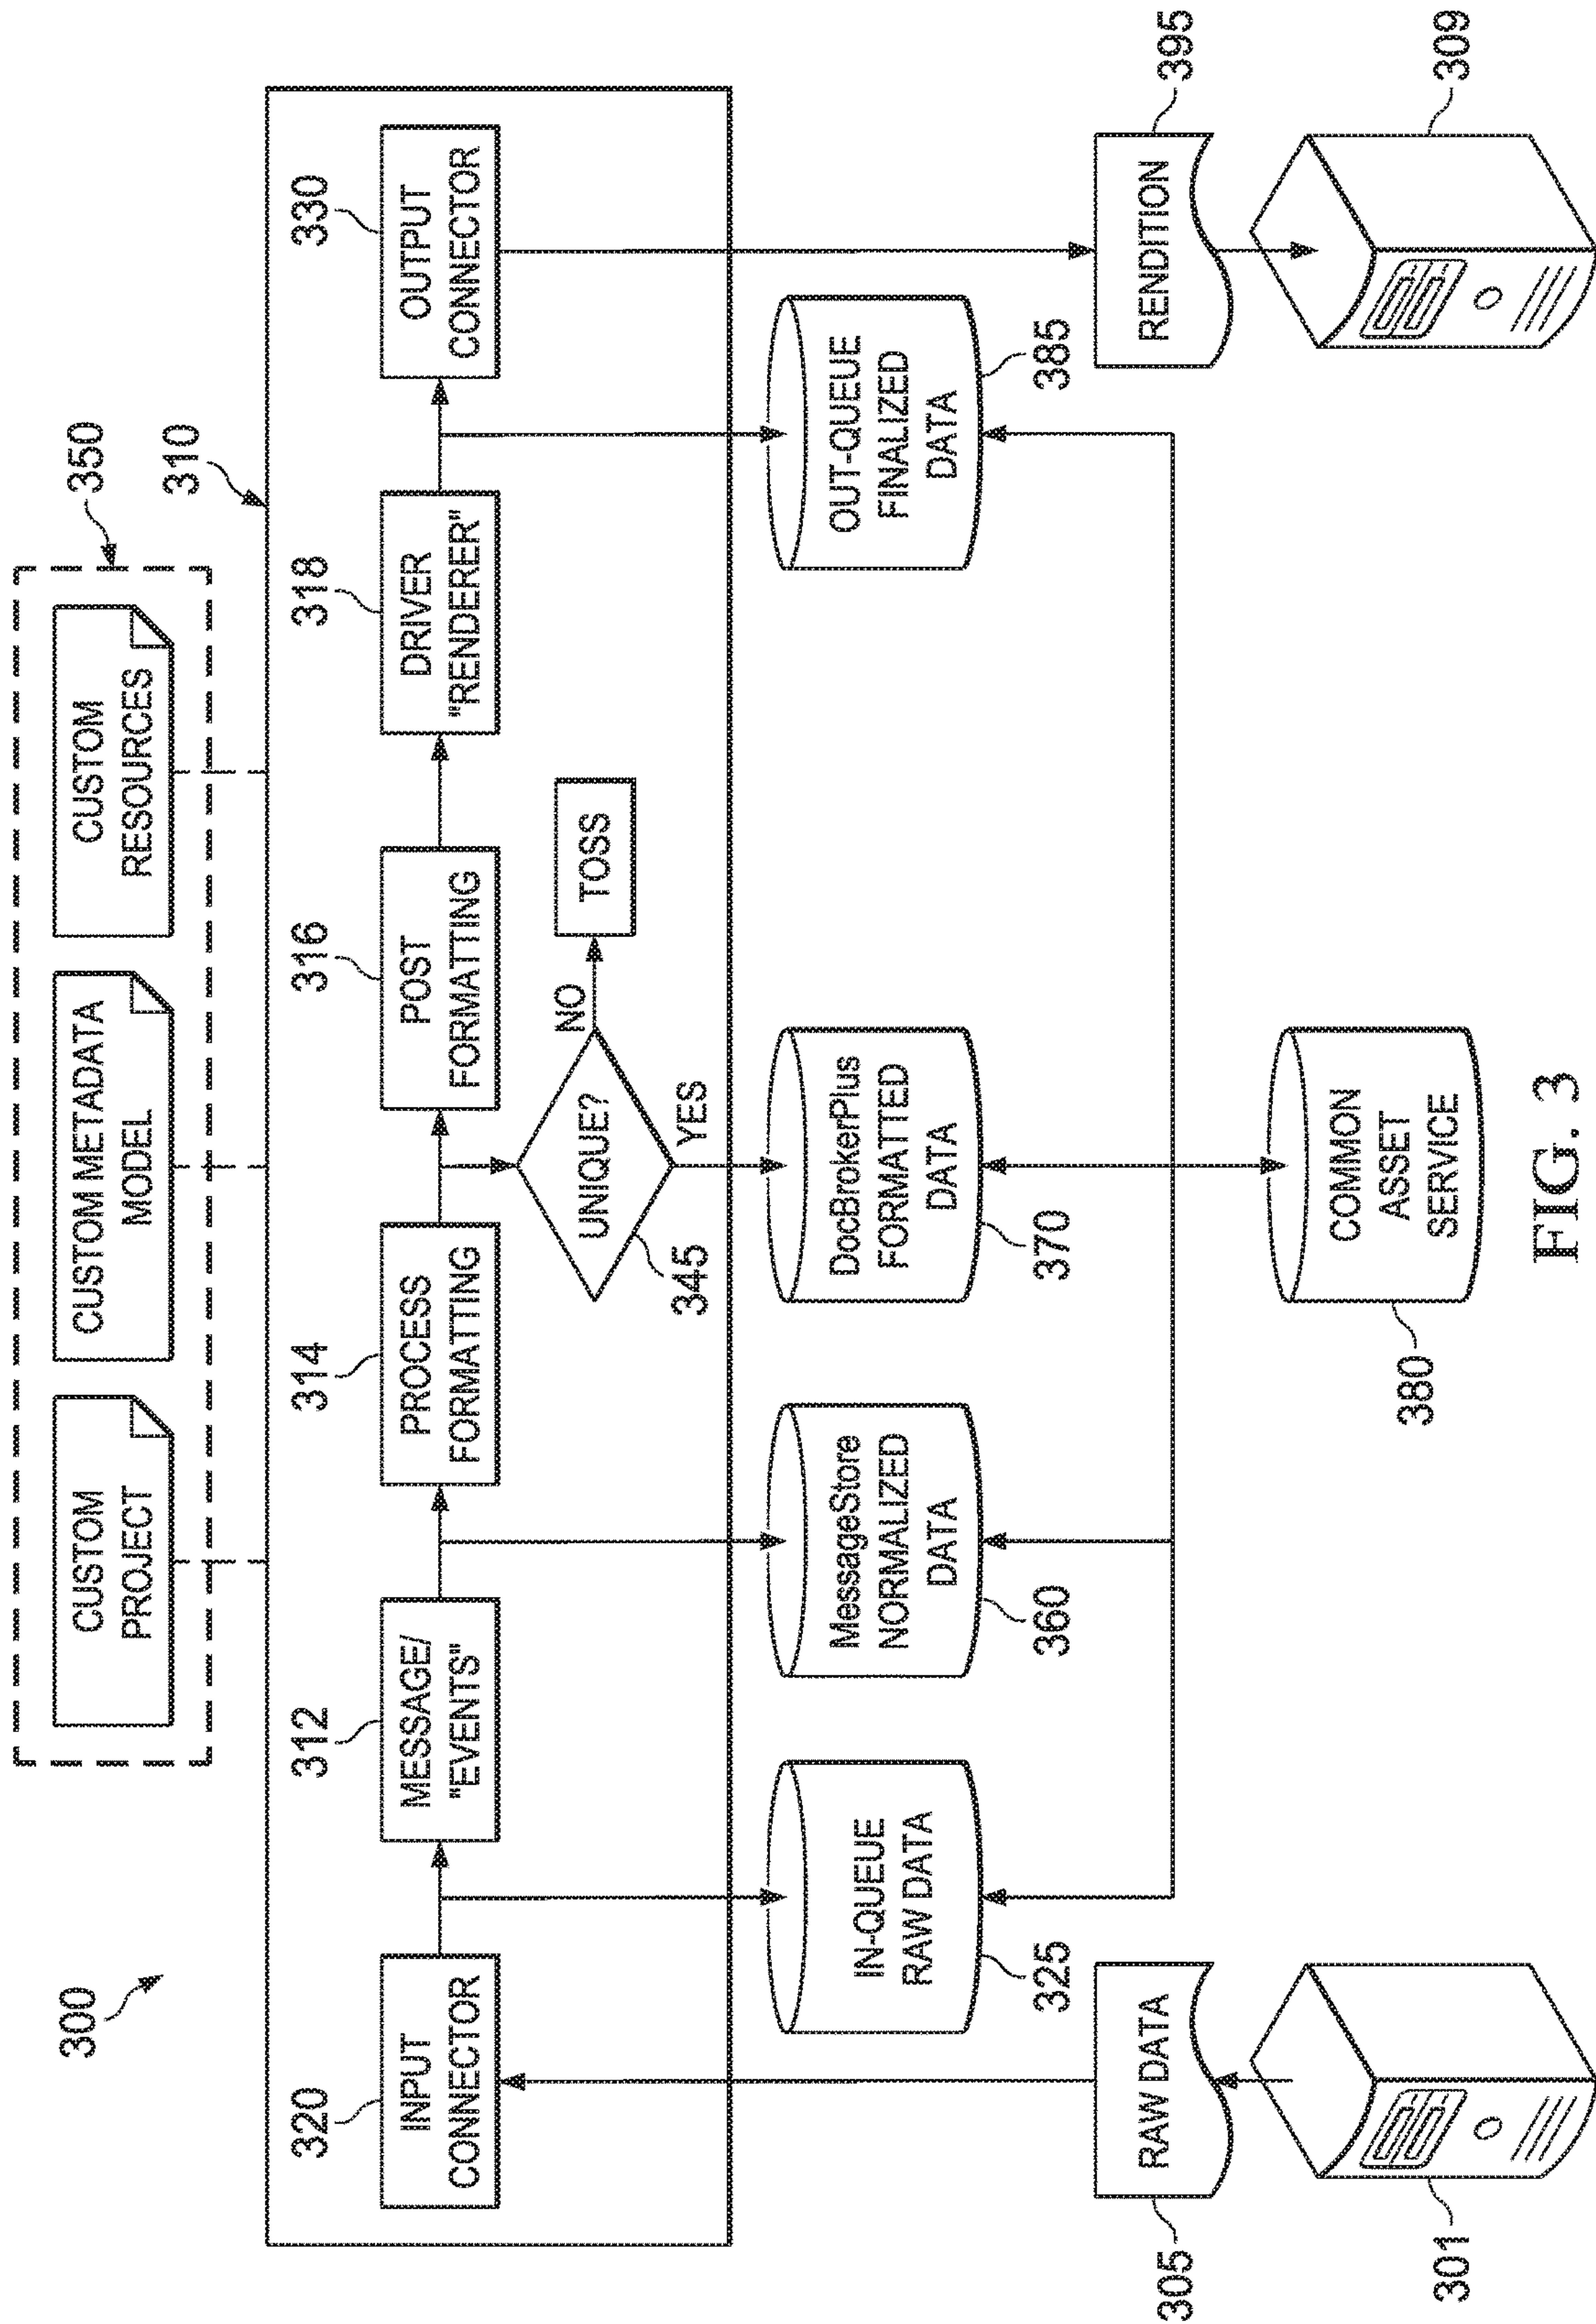 300
350
CUSTOM
PROJECT
CUSTOM METADATA
MODEL
CUSTOM
RESOURCES
310
320
INPUT
CONNECTOR
312
MESSAGE/
"EVENTS"
314
PROCESS
FORMATTING
316
POST
FORMATTING
318
DRIVER
"RENDERER"
330
OUTPUT
CONNECTOR
UNIQUE?
345
NO
TOSS
YES
IN-QUEUE
RAW DATA
325
MessageStore
NORMALIZED
DATA
360
DocBrokerPlus
FORMATTED
DATA
370
OUT-QUEUE
FINALIZED
DATA
385
305
RAW DATA
301
COMMON
ASSET
SERVICE
380
RENDITION
395
309
FIG. 3